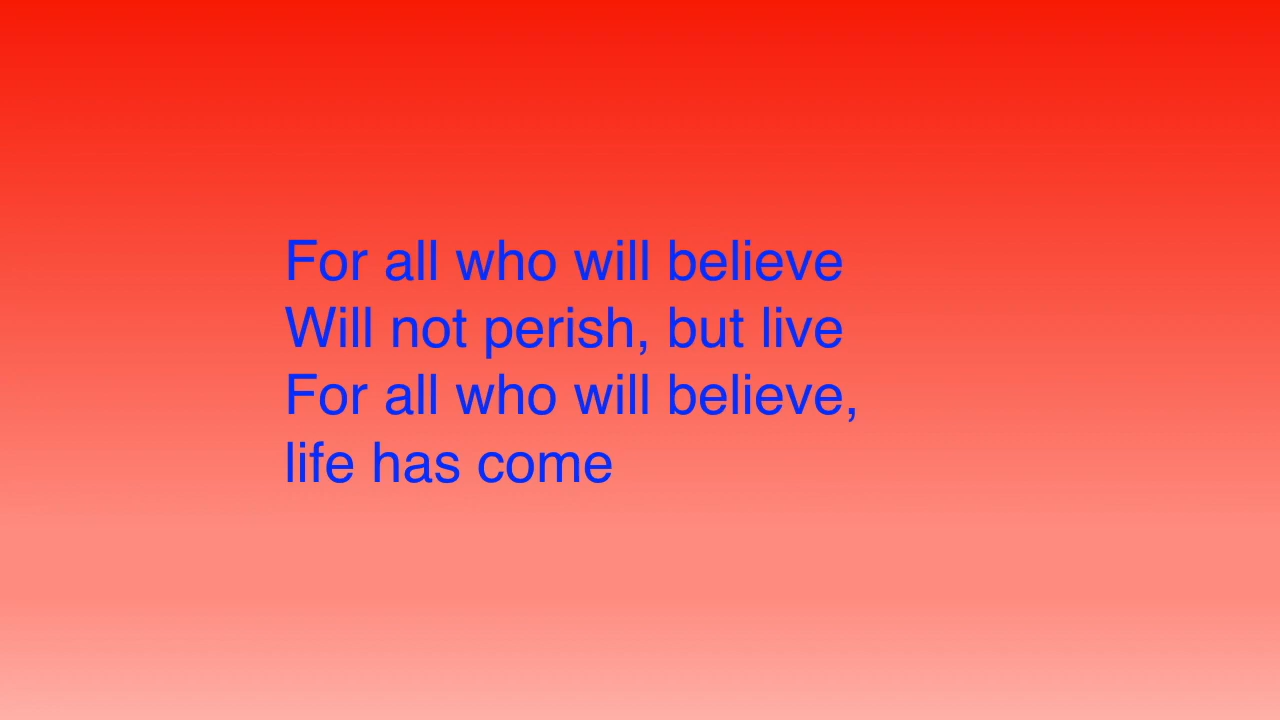 For all who will believe
Will not perish, but live
For all who will believe,
life has come